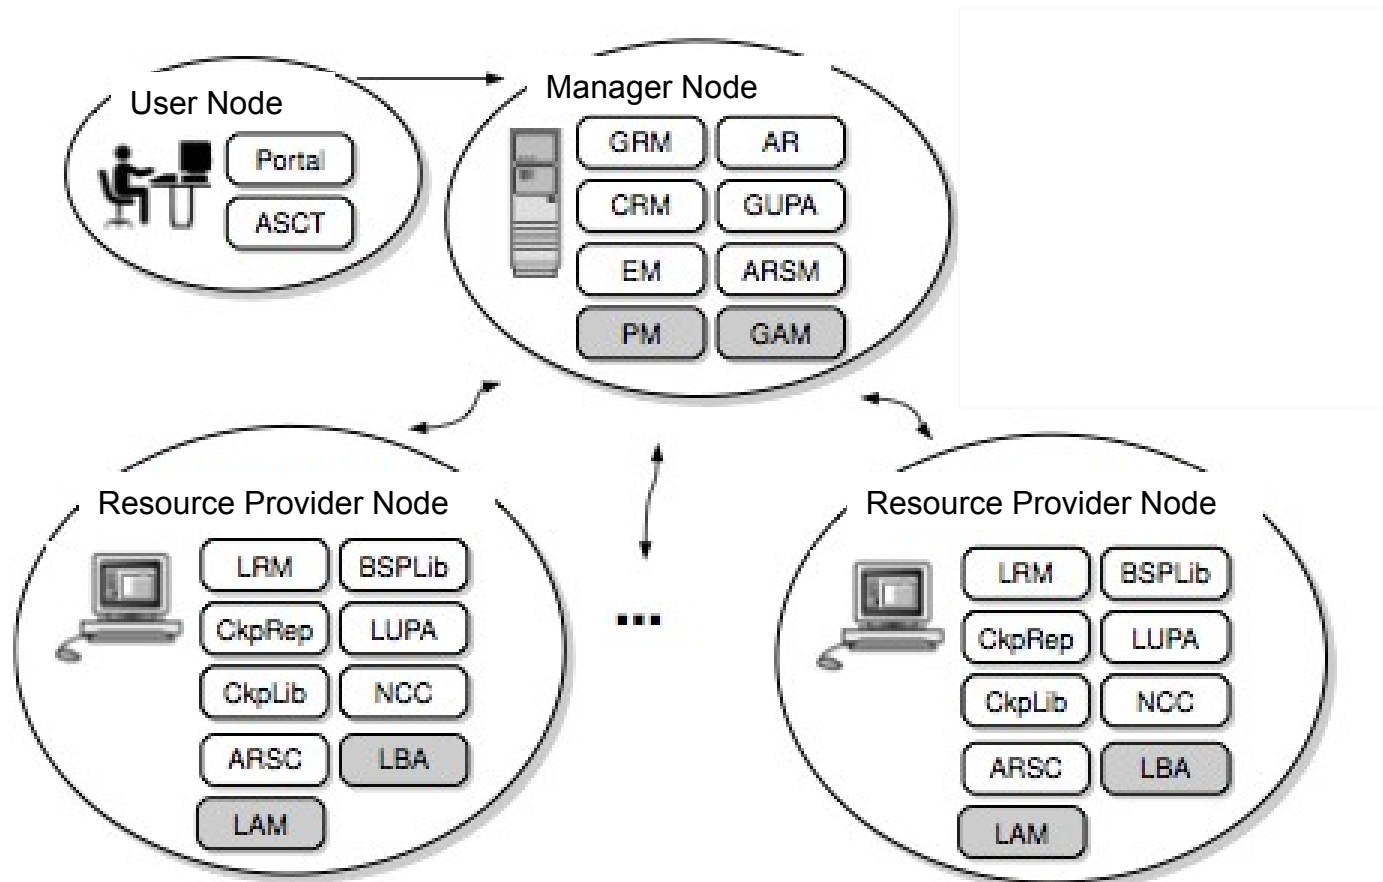 User Node
Portal
ASCT
Manager Node
GRM AR
CRM GUPA
EM ARSM
PM GAM
Resource Provider Node
LRM BSPLib
CkpRep LUPA
CkpLib NCC
ARSC LBA
LAM
...
Resource Provider Node
LRM BSPLib
CkpRep LUPA
CkpLib NCC
ARSC LBA
LAM